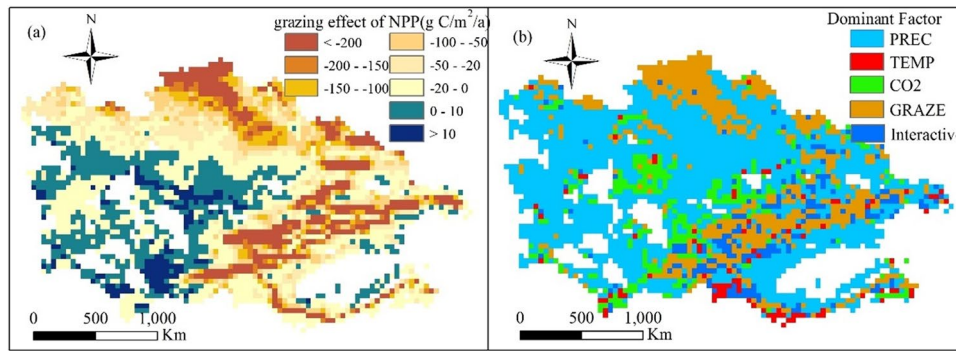 (a)
N
grazing effect of NPP(g C/m²/a)
< -200
-200 - -150
-150 - -100
-100 - -50
-50 - -20
-20 - 0
0 - 10
> 10
0 500 1,000
Km
(b)
N
Dominant Factor
PREC
TEMP
CO2
GRAZE
Interactive
0 500 1,000
Km